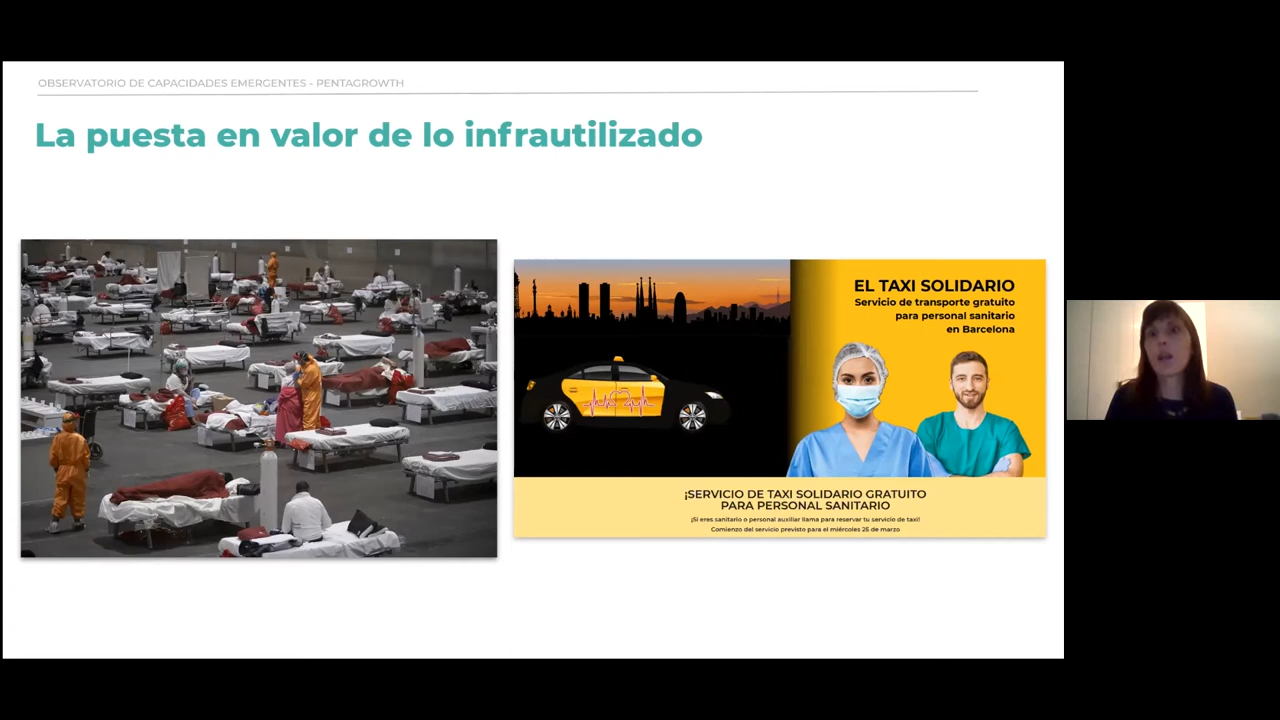 OBSERVATORIO DE CAPACIDADES EMERGENTES - PENTAGROWTH
La puesta en valor de lo infrautilizado
EL TAXI SOLIDARIO
Servicio de transporte gratuito
para personal sanitario
en Barcelona
¡SERVICIO DE TAXI SOLIDARIO GRATUITO
PARA PERSONAL SANITARIO
¡Si eres sanitario o personal auxiliar llama para reservar tu servicio de taxi!
Comienzo del servicio previsto para el miércoles 25 de marzo